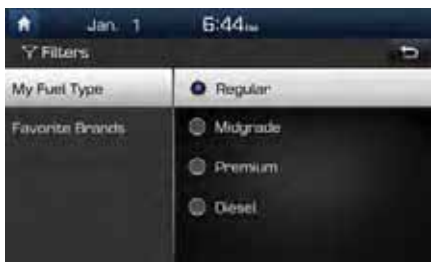 Jan. 1 6:44
Filters
My Fuel Type
Favorite Brands
Regular
Midgrade
Premium
Diesel